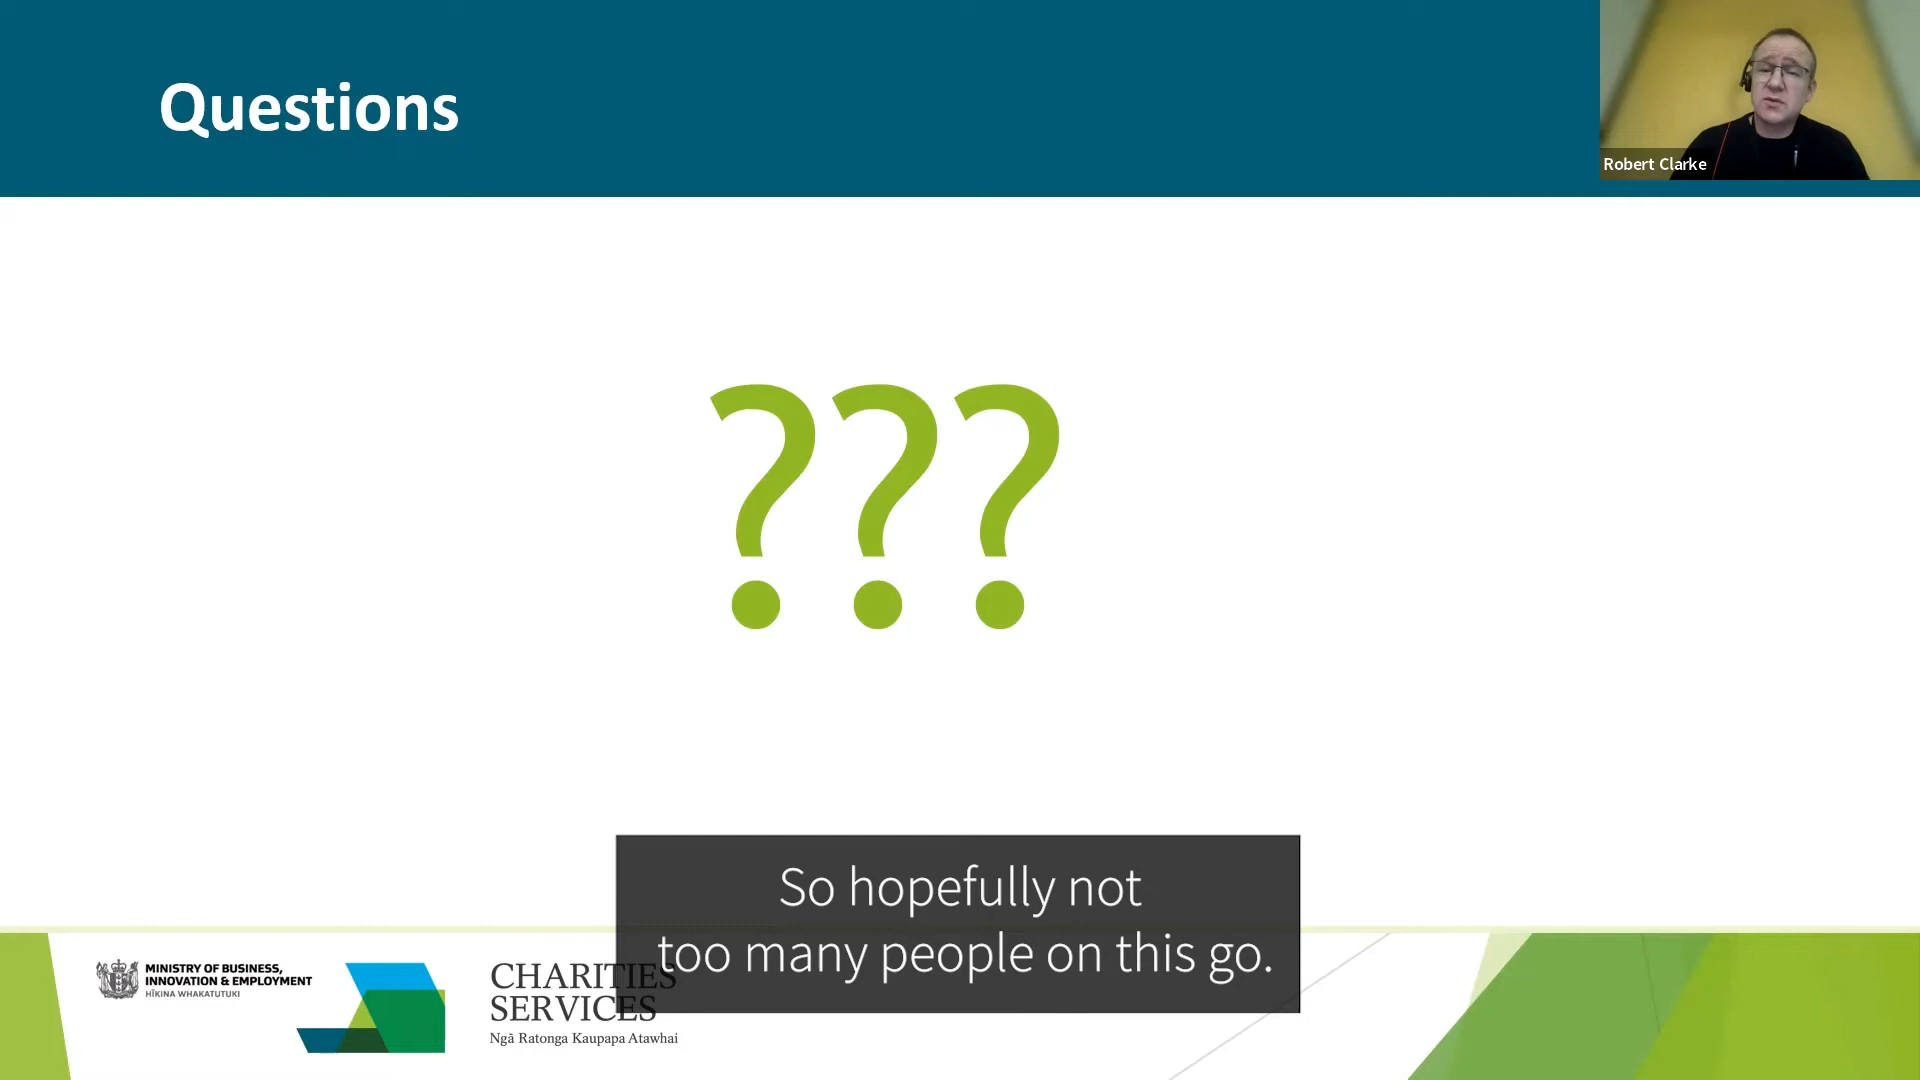 Questions
Robert Clarke
???
So hopefully not
too many people on this go.
MINISTRY OF BUSINESS,
INNOVATION & EMPLOYMENT
HĪKINA WHAKATUTUKI
CHARITIES
SERVICES
Ngā Ratonga Kaupapa Atawhai